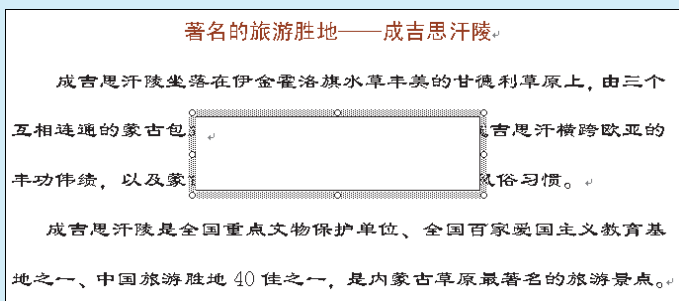 著名的旅游胜地——成吉思汗陵
成吉思汗陵坐落在伊金霍洛旗水草丰美的甘德利草原上，由三个
互相连通的蒙古包 吉思汗横跨欧亚的
丰功伟绩，以及蒙 俗习惯。
成吉思汗陵是全国重点文物保护单位、全国百家爱国主义教育基
地之一、中国旅游胜地 40 佳之一，是内蒙古草原最著名的旅游景点。